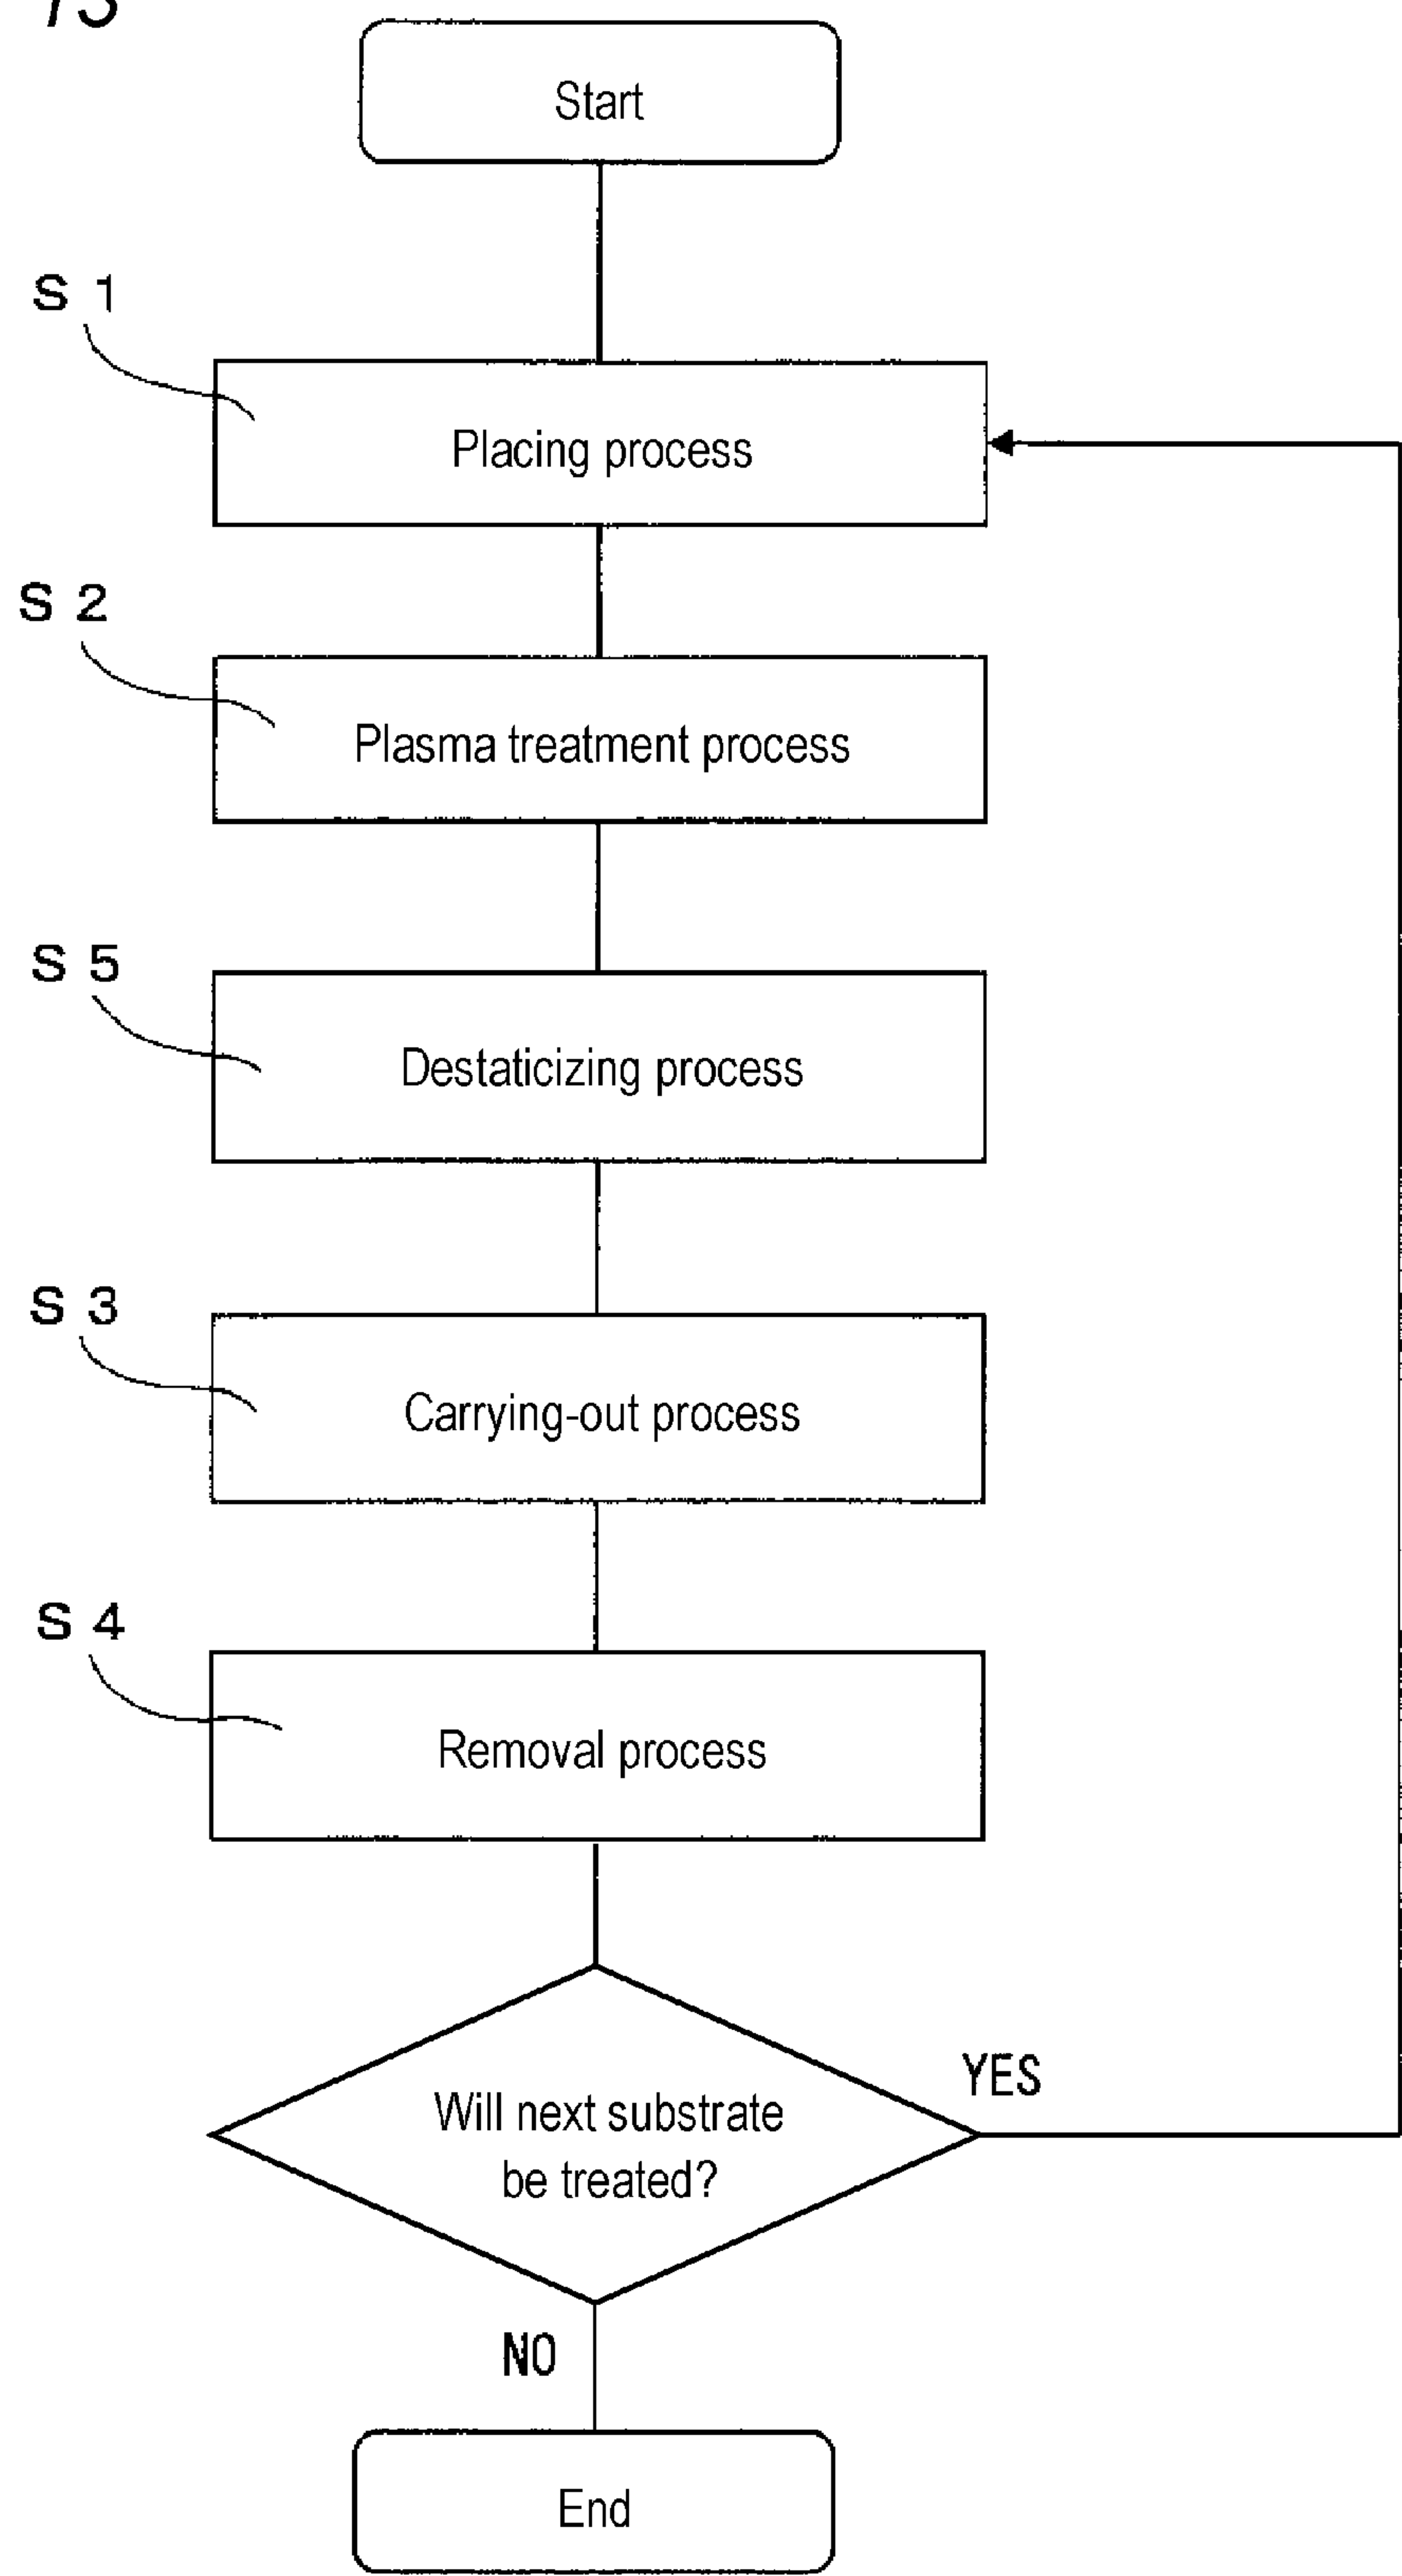 Start
S 1
Placing process
S 2
Plasma treatment process
S 5
Destaticizing process
S 3
Carrying-out process
S 4
Removal process
YES
Will next substrate
be treated?
NO
End